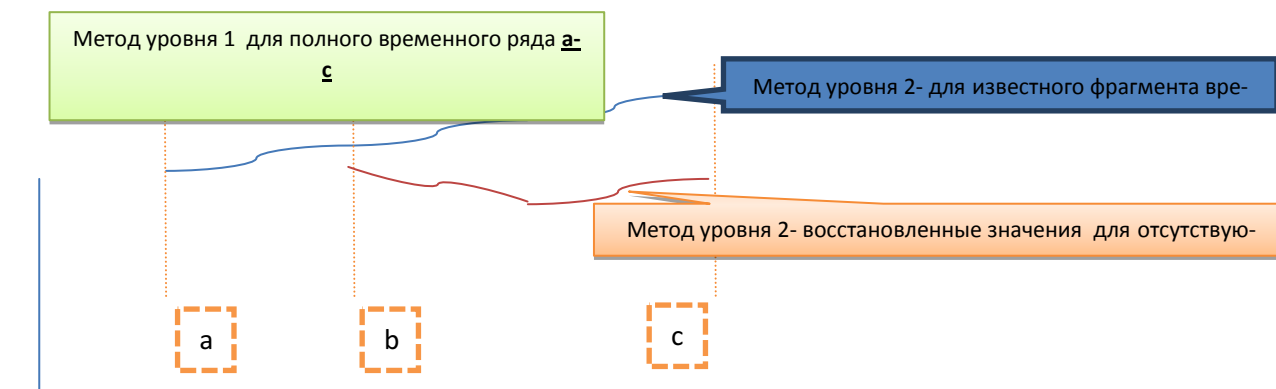 Метод уровня 1 для полного временного ряда а-
с
Метод уровня 2- для известного фрагмента вре-
Метод уровня 2- восстановленные значения для отсутствую-
a
b
c